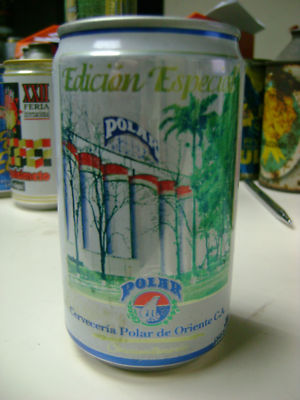 Edición Especial
POLAR
POLAR
Cervecería Polar de Oriente C.A.
XXII
FERIA